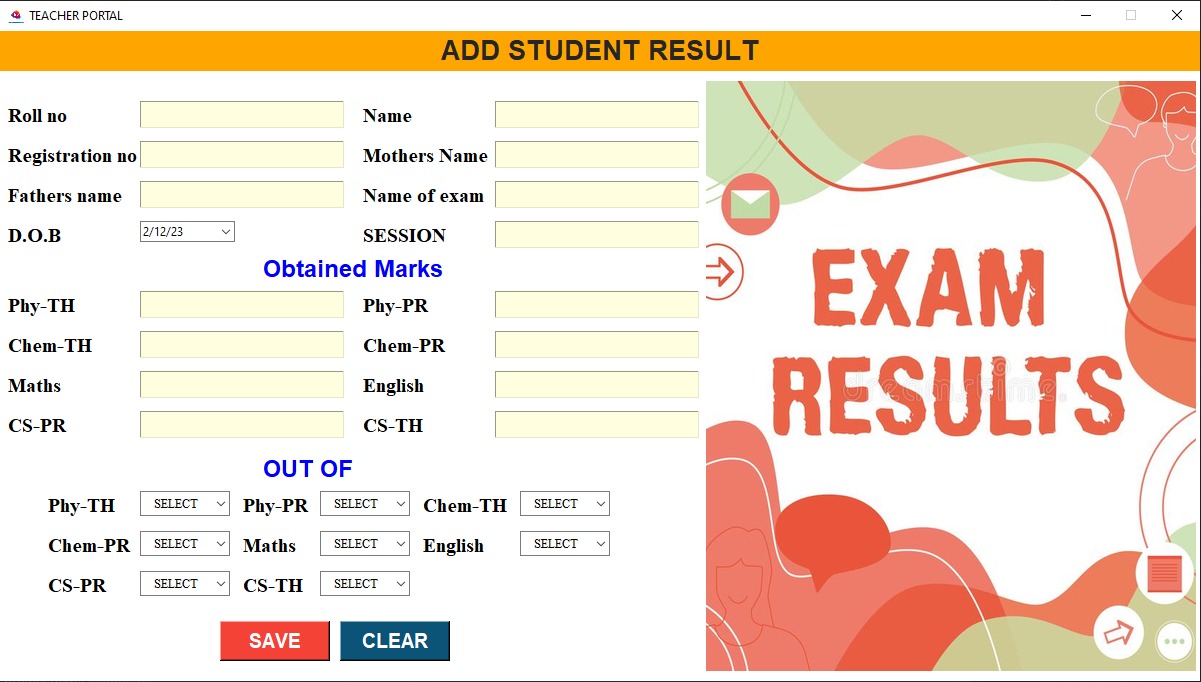 TEACHER PORTAL
ADD STUDENT RESULT
Roll no
Name
Registration no
Mothers Name
Fathers name
Name of exam
D.O.B
2/12/23
SESSION
Obtained Marks
Phy-TH
Phy-PR
Chem-TH
Chem-PR
Maths
English
CS-PR
CS-TH
OUT OF
Phy-TH SELECT Phy-PR SELECT Chem-TH SELECT
Chem-PR SELECT Maths SELECT English SELECT
CS-PR SELECT CS-TH SELECT
SAVE CLEAR
EXAM
RESULTS
dreamstime.